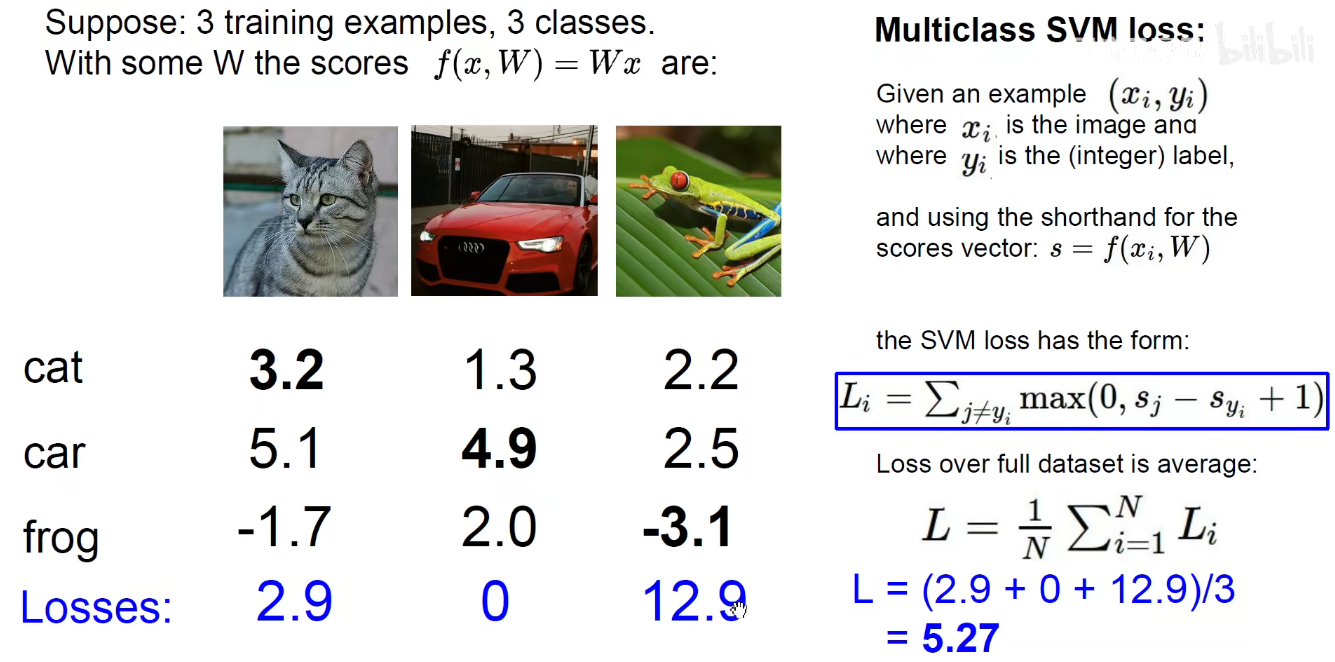 Suppose: 3 training examples, 3 classes.
With some W the scores f(x, W) = Wx are:
cat 3.2 1.3 2.2
car 5.1 4.9 2.5
frog -1.7 2.0 -3.1
Losses: 2.9 0 12.9
Multiclass SVM loss:
bilibili
Given an example (x_i, y_i)
where x_i is the image and
where y_i is the (integer) label,
and using the shorthand for the
scores vector: s = f(x_i, W)
the SVM loss has the form:
L_i = ∑_{j≠y_i} max(0, s_j − s_{y_i} + 1)
Loss over full dataset is average:
L = \frac{1}{N} ∑_{i=1}^{N} L_i
L = (2.9 + 0 + 12.9)/3
= 5.27